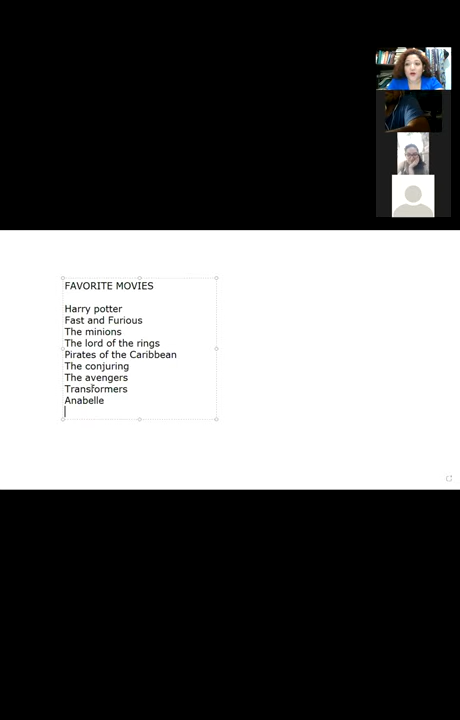 FAVORITE MOVIES
Harry potter
Fast and Furious
The minions
The lord of the rings
Pirates of the Caribbean
The conjuring
The avengers
Transformers
Anabelle